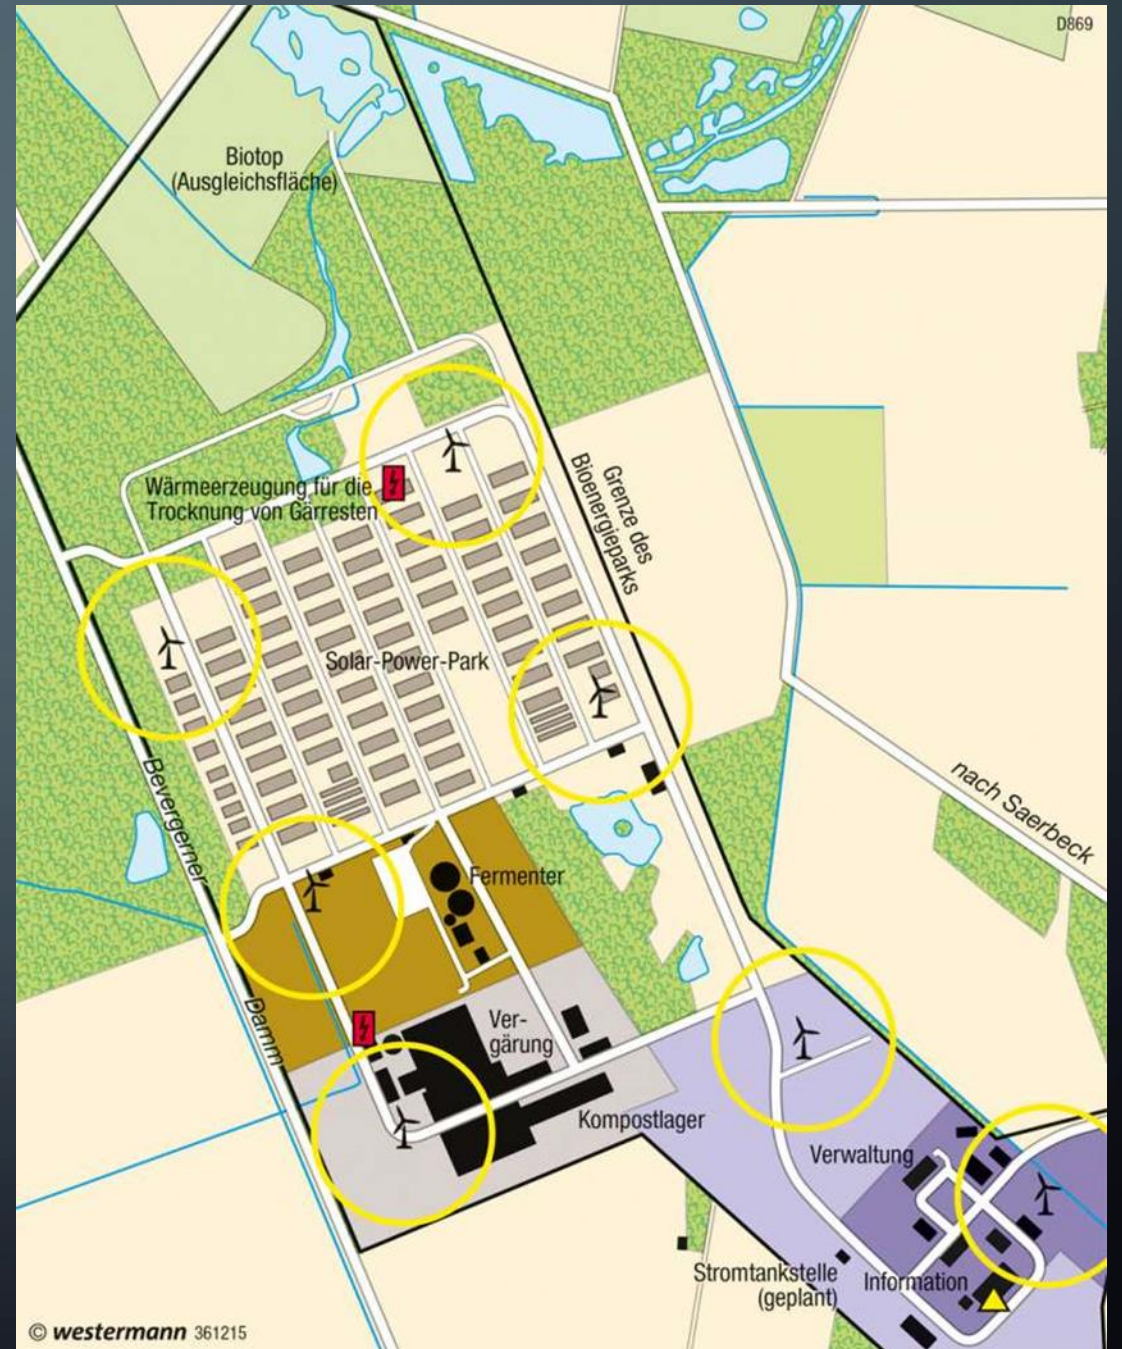 D869
Biotop
(Ausgleichsfläche)
Grenze des
Bioenergieparks
Wärmeerzeugung für die
Trocknung von Gärresten
Solar-Power-Park
Bevergerner
Damm
nach Saerbeck
Fermenter
Ver-
gärung
Kompostlager
Verwaltung
Stromtankstelle
(geplant)
Information
© westermann 361215